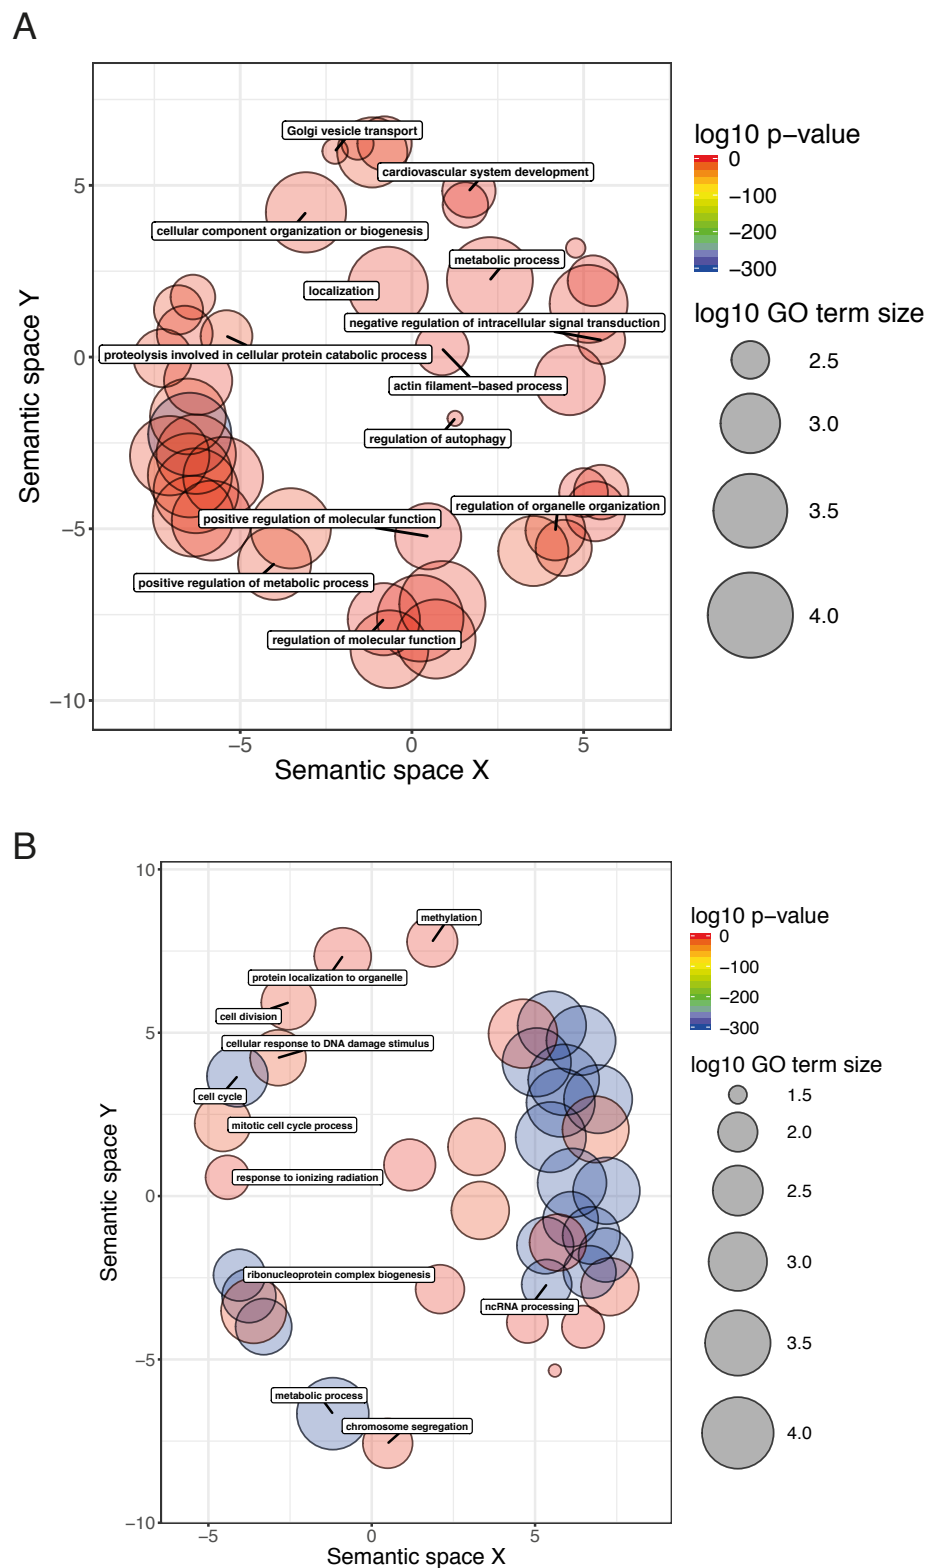 A
Golgi vesicle transport
cardiovascular system development
cellular component organization or biogenesis
metabolic process
localization
negative regulation of intracellular signal transduction
proteolysis involved in cellular protein catabolic process
actin filament−based process
regulation of autophagy
regulation of organelle organization
positive regulation of molecular function
positive regulation of metabolic process
regulation of molecular function
5
0
−5
−10
−5
0
5
Semantic space X
Semantic space Y
log10 p−value
0
−100
−200
−300
log10 GO term size
2.5
3.0
3.5
4.0
B
methylation
protein localization to organelle
cell division
cellular response to DNA damage stimulus
cell cycle
mitotic cell cycle process
response to ionizing radiation
ribonucleoprotein complex biogenesis
ncRNA processing
metabolic process
chromosome segregation
10
5
0
−5
−10
−5
0
5
Semantic space X
Semantic space Y
log10 p−value
0
−100
−200
−300
log10 GO term size
1.5
2.0
2.5
3.0
3.5
4.0